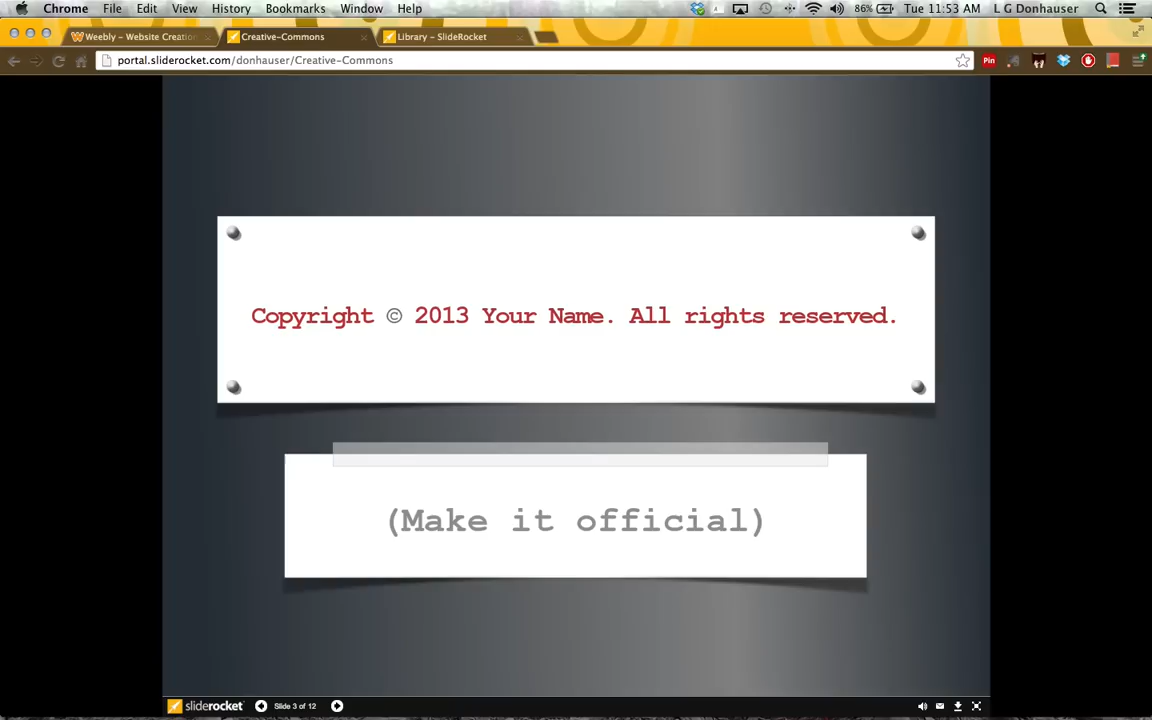 Chrome File Edit View History Bookmarks Window Help 86% Tue 11:53 AM L G Donhauser
Weebly - Website Creation Creative-Commons Library - SlideRocket
portal.sliderocket.com/donhauser/Creative-Commons Pin
Copyright © 2013 Your Name. All rights reserved.
(Make it official)
sliderocket Slide 3 of 12